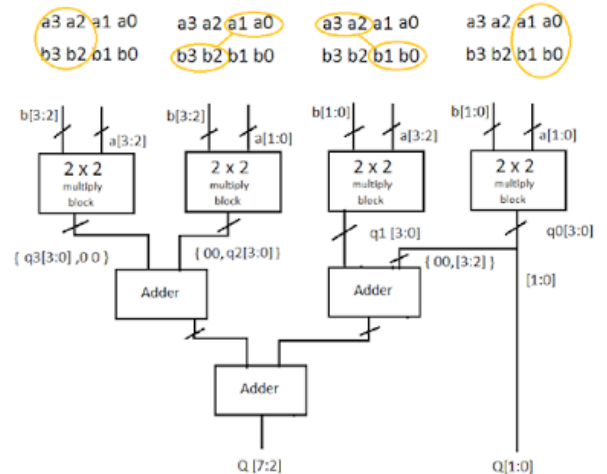 a3 a2 a1 a0 a3 a2 a1 a0 a3 a2 a1 a0 a3 a2 a1 a0
b3 b2 b1 b0 b3 b2 b1 b0 b3 b2 b1 b0 b3 b2 b1 b0
b[3:2] b[3:2] b[1:0] b[1:0]
a[3:2] a[1:0] a[3:2] a[1:0]
2 x 2 2 x 2 2 x 2 2 x 2
multiply multiply multiply multiply
block block block block
q1 [3:0] q0[3:0]
{ q3[3:0] ,0 0 } { 00, q2[3:0] } { 00, [3:2] }
[1:0]
Adder Adder
Adder
Q [7:2] Q[1:0]